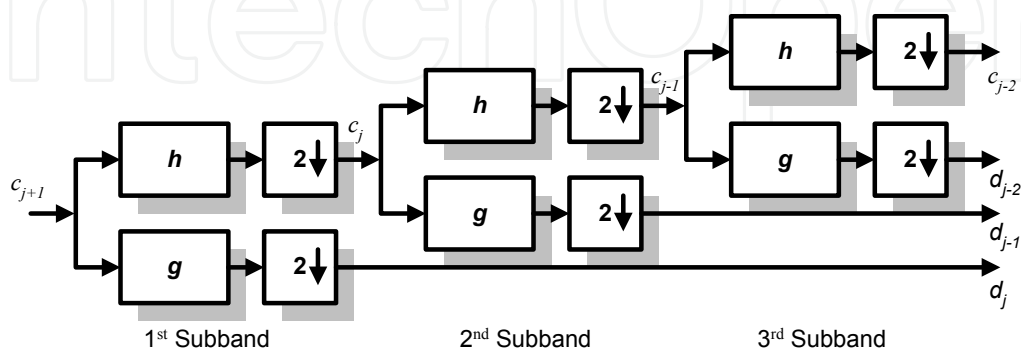 ntechOpen
h
2
c_{j-2}
c_{j-1}
h
2
g
2
d_{j-2}
c_j
h
2
g
2
d_{j-1}
c_{j+1}
g
2
d_j
1st Subband
2nd Subband
3rd Subband